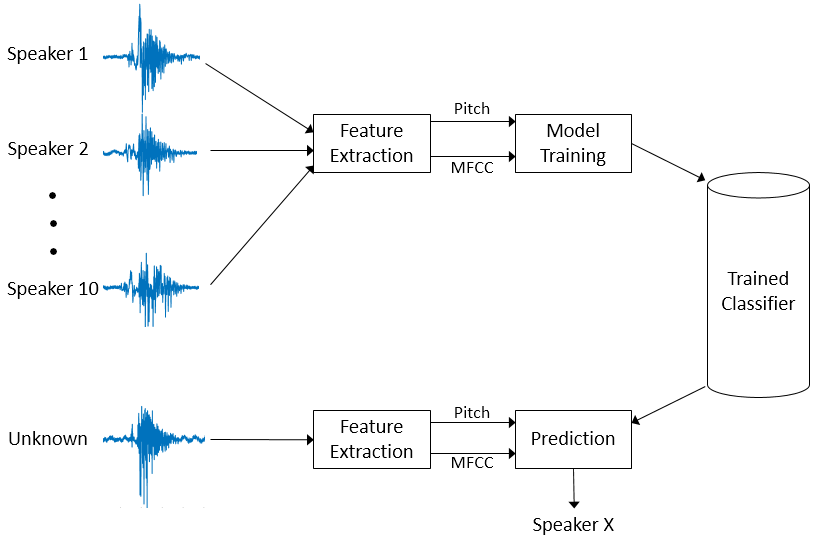 Speaker 1
Speaker 2
Speaker 10
Feature
Extraction
Pitch
MFCC
Model
Training
Trained
Classifier
Unknown
Feature
Extraction
Pitch
MFCC
Prediction
Speaker X